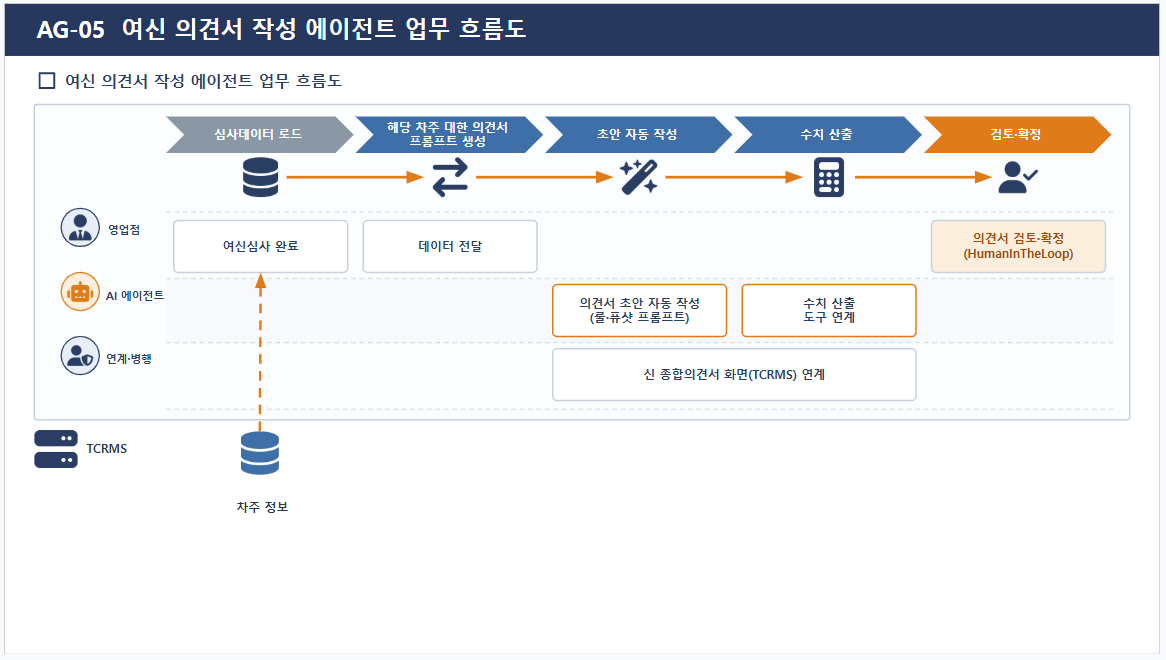 AG-05 여신 의견서 작성 에이전트 업무 흐름도
여신 의견서 작성 에이전트 업무 흐름도
심사데이터 로드
해당 차주 대한 의견서
프롬프트 생성
초안 자동 작성
수치 산출
검토·확정
영업점
여신심사 완료
데이터 전달
의견서 검토·확정
(HumanInTheLoop)
AI 에이전트
의견서 초안 자동 작성
(룰·퓨샷 프롬프트)
수치 산출
도구 연계
연계·병행
신 종합의견서 화면(TCRMS) 연계
TCRMS
차주 정보